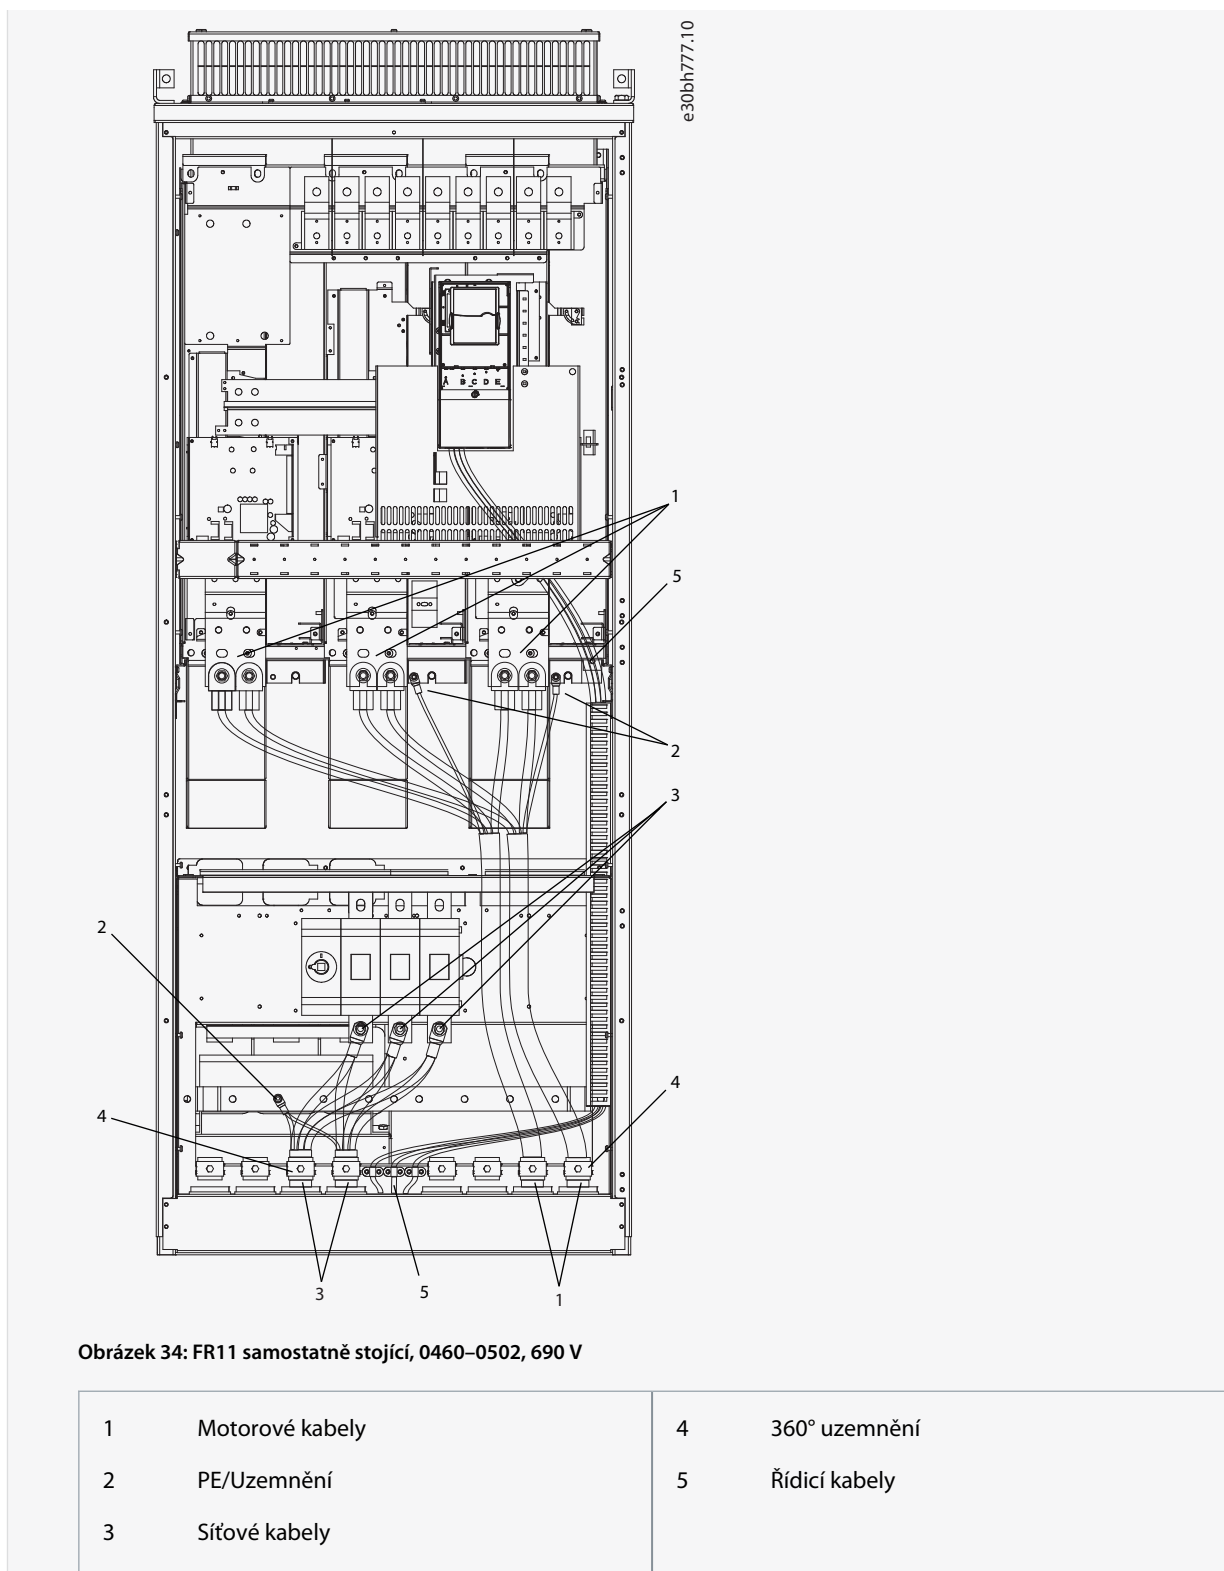 e30bh777.10
A B C D E
1
5
2
3
2
4
4
3
5
1
Obrázek 34: FR11 samostatně stojící, 0460–0502, 690 V
1 Motorové kabely
2 PE/Uzemnění
3 Síťové kabely
4 360° uzemnění
5 Řídicí kabely